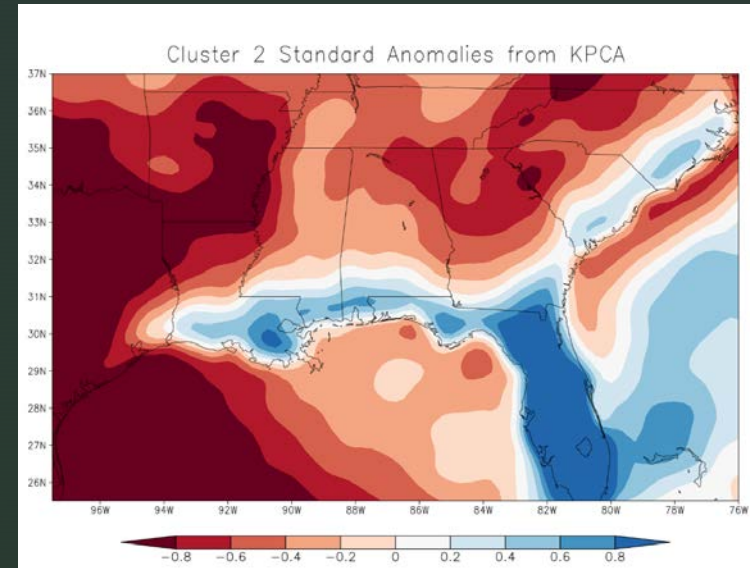 Cluster 2 Standard Anomalies from KPCA
37N
36N
35N
34N
33N
32N
31N
30N
29N
28N
27N
26N
96W 94W 92W 90W 88W 86W 84W 82W 80W 78W 76W
-0.8 -0.6 -0.4 -0.2 0 0.2 0.4 0.6 0.8